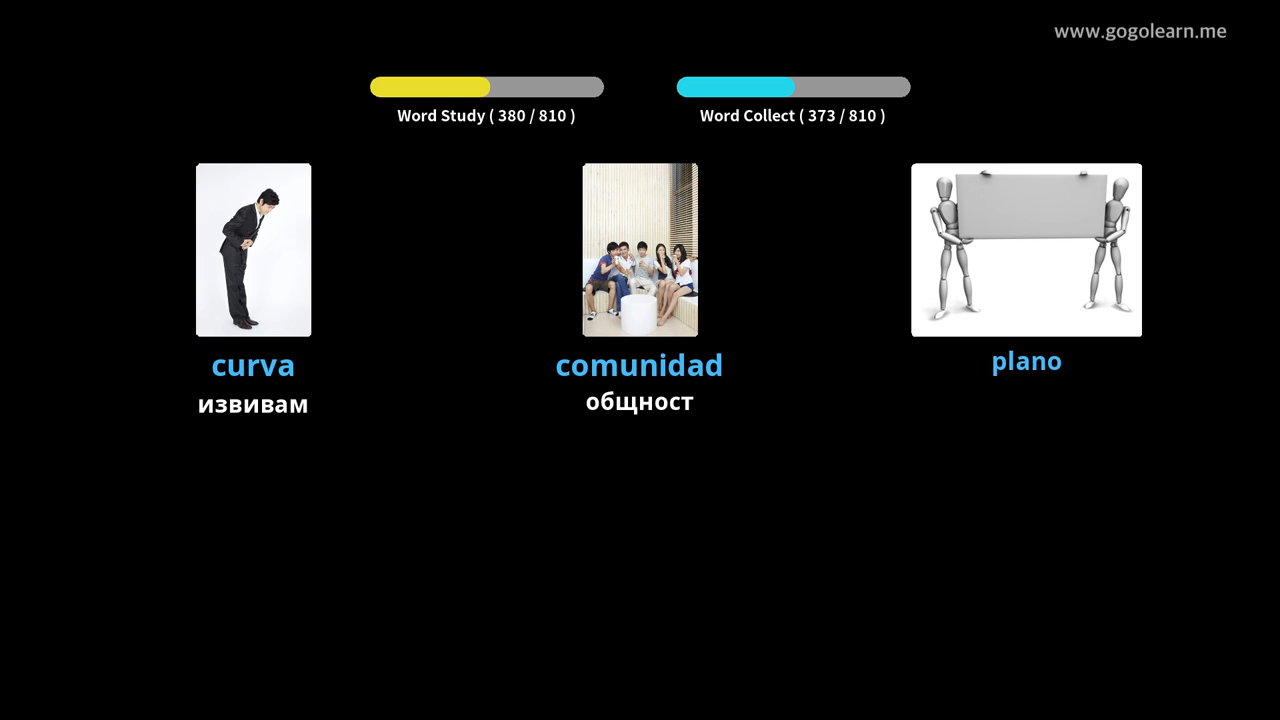 www.gogolearn.me
Word Study ( 380 / 810 )
Word Collect ( 373 / 810 )
curva
извивам
comunidad
общност
plano